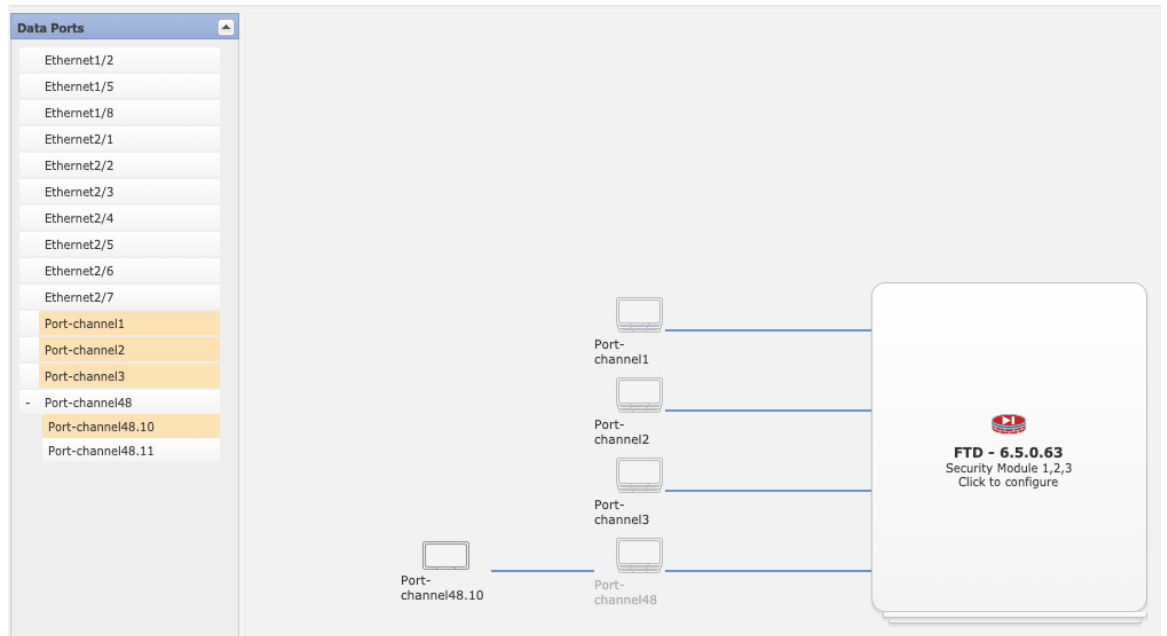 Data Ports
Ethernet1/2
Ethernet1/5
Ethernet1/8
Ethernet2/1
Ethernet2/2
Ethernet2/3
Ethernet2/4
Ethernet2/5
Ethernet2/6
Ethernet2/7
Port-channel1
Port-channel2
Port-channel3
- Port-channel48
Port-channel48.10
Port-channel48.11
Port-
channel1
Port-
channel2
Port-
channel3
Port-
channel48.10
Port-
channel48
FTD - 6.5.0.63
Security Module 1,2,3
Click to configure